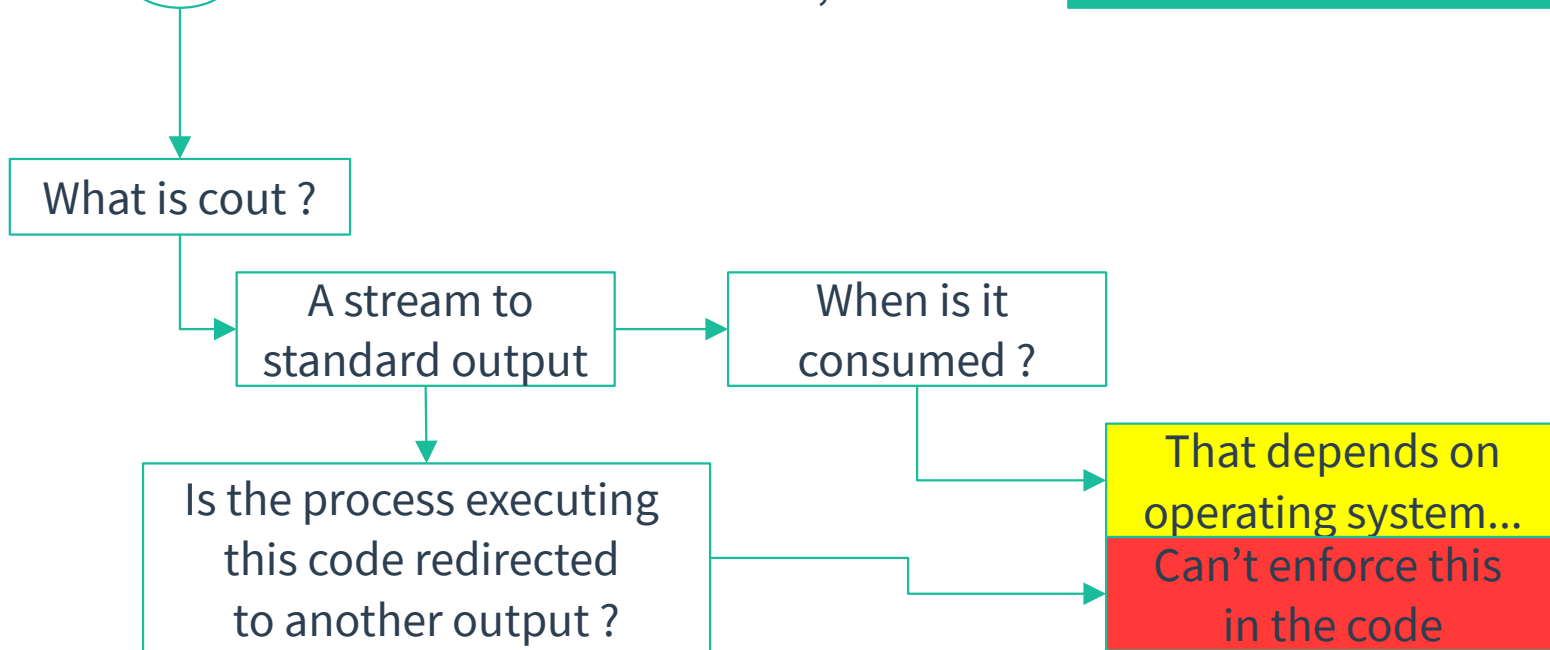 What is cout ?
A stream to
standard output
When is it
consumed ?
That depends on
operating system...
Is the process executing
this code redirected
to another output ?
Can't enforce this
in the code